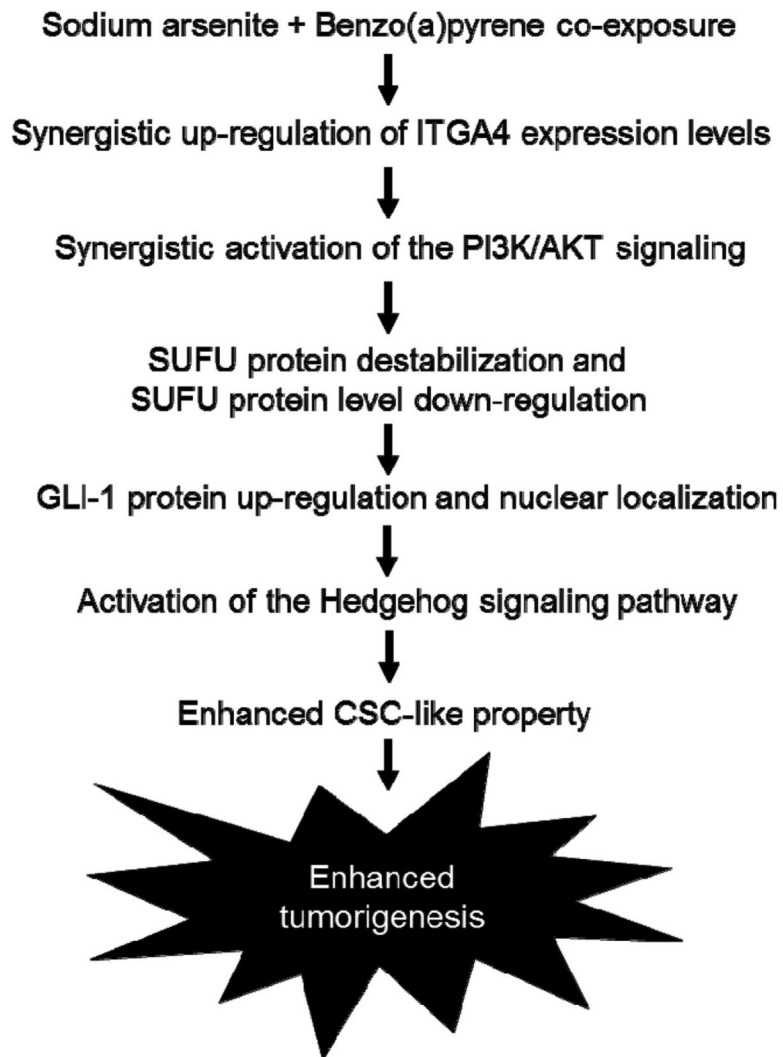 Sodium arsenite + Benzo(a)pyrene co-exposure
Synergistic up-regulation of ITGA4 expression levels
Synergistic activation of the PI3K/AKT signaling
SUFU protein destabilization and
SUFU protein level down-regulation
GLI-1 protein up-regulation and nuclear localization
Activation of the Hedgehog signaling pathway
Enhanced CSC-like property
Enhanced
tumorigenesis